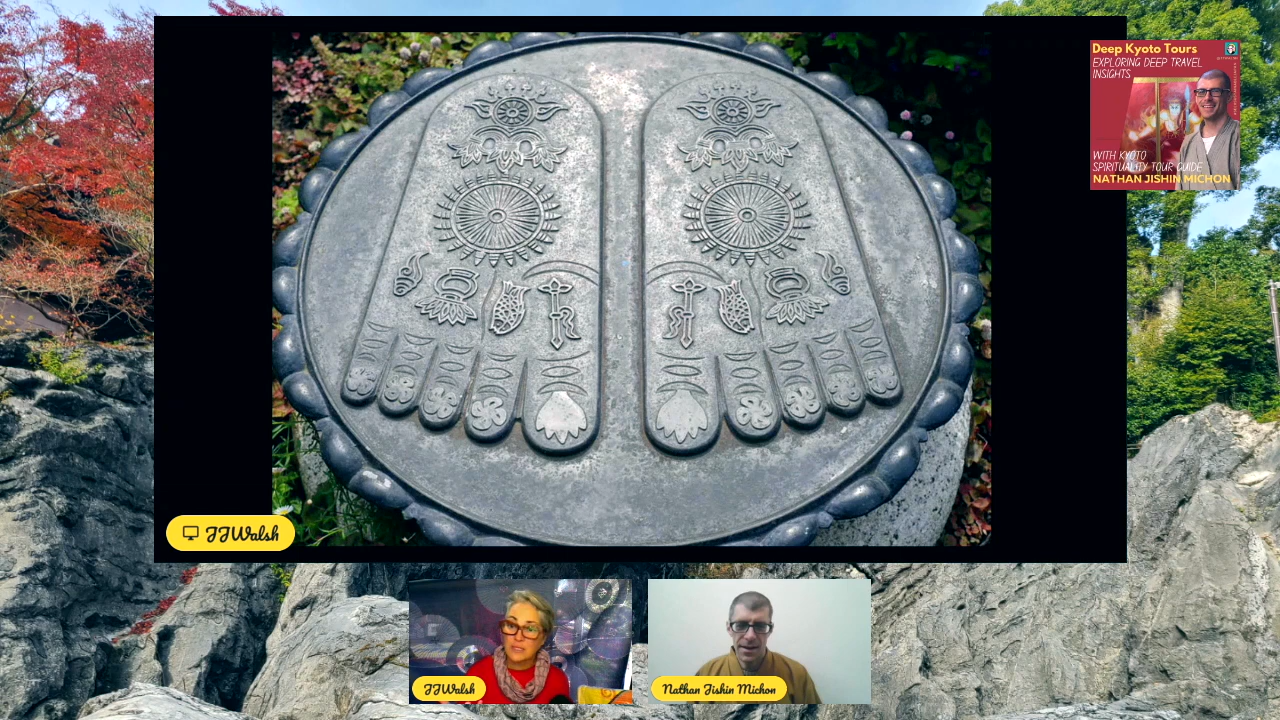 Deep Kyoto Tours
EXPLORING DEEP TRAVEL
INSIGHTS
WITH KYOTO
SPIRITUALITY TOUR GUIDE
NATHAN JISHIN MICHON
JJWalsh
JJWalsh
Nathan Jishin Michon